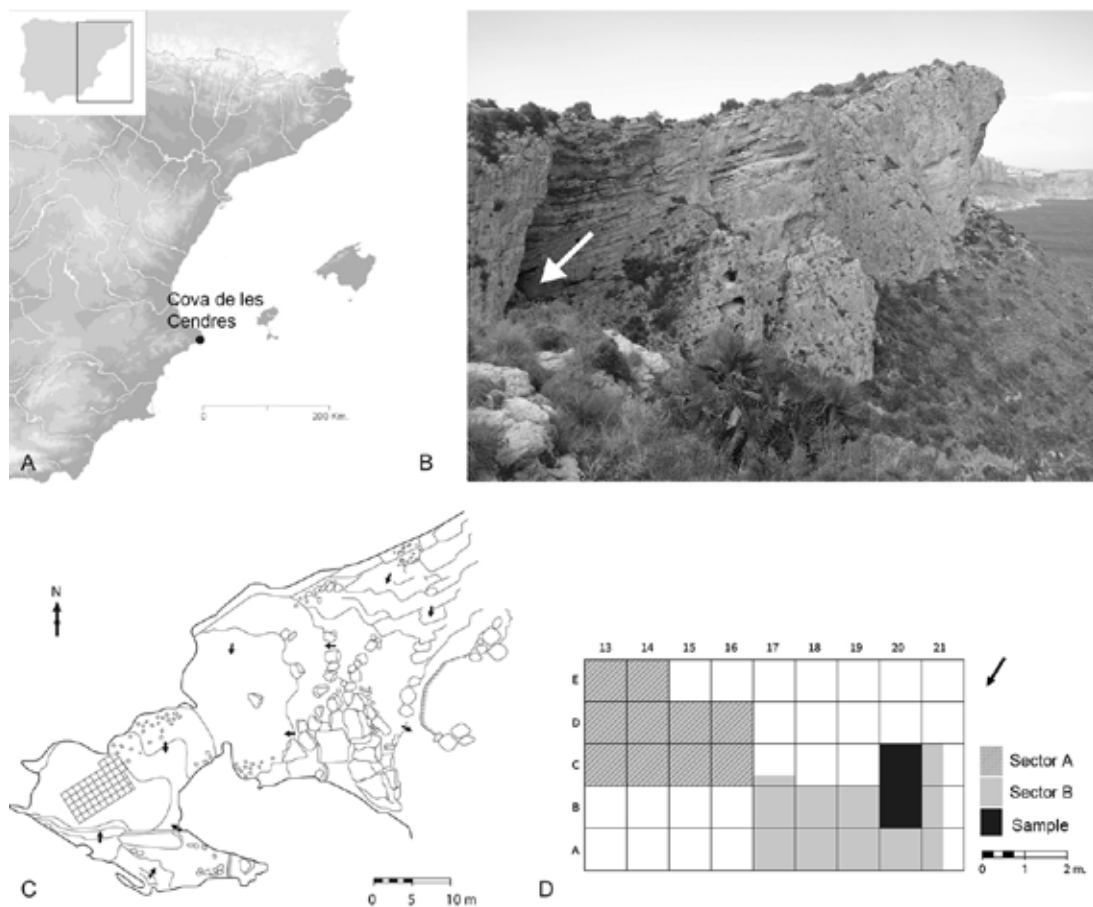 Cova de les
Cendres
0 200 Km.
A
B
N
C
0 5 10 m
13 14 15 16 17 18 19 20 21
E
D
C
B
A
Sector A
Sector B
Sample
0 1 2 m.
D